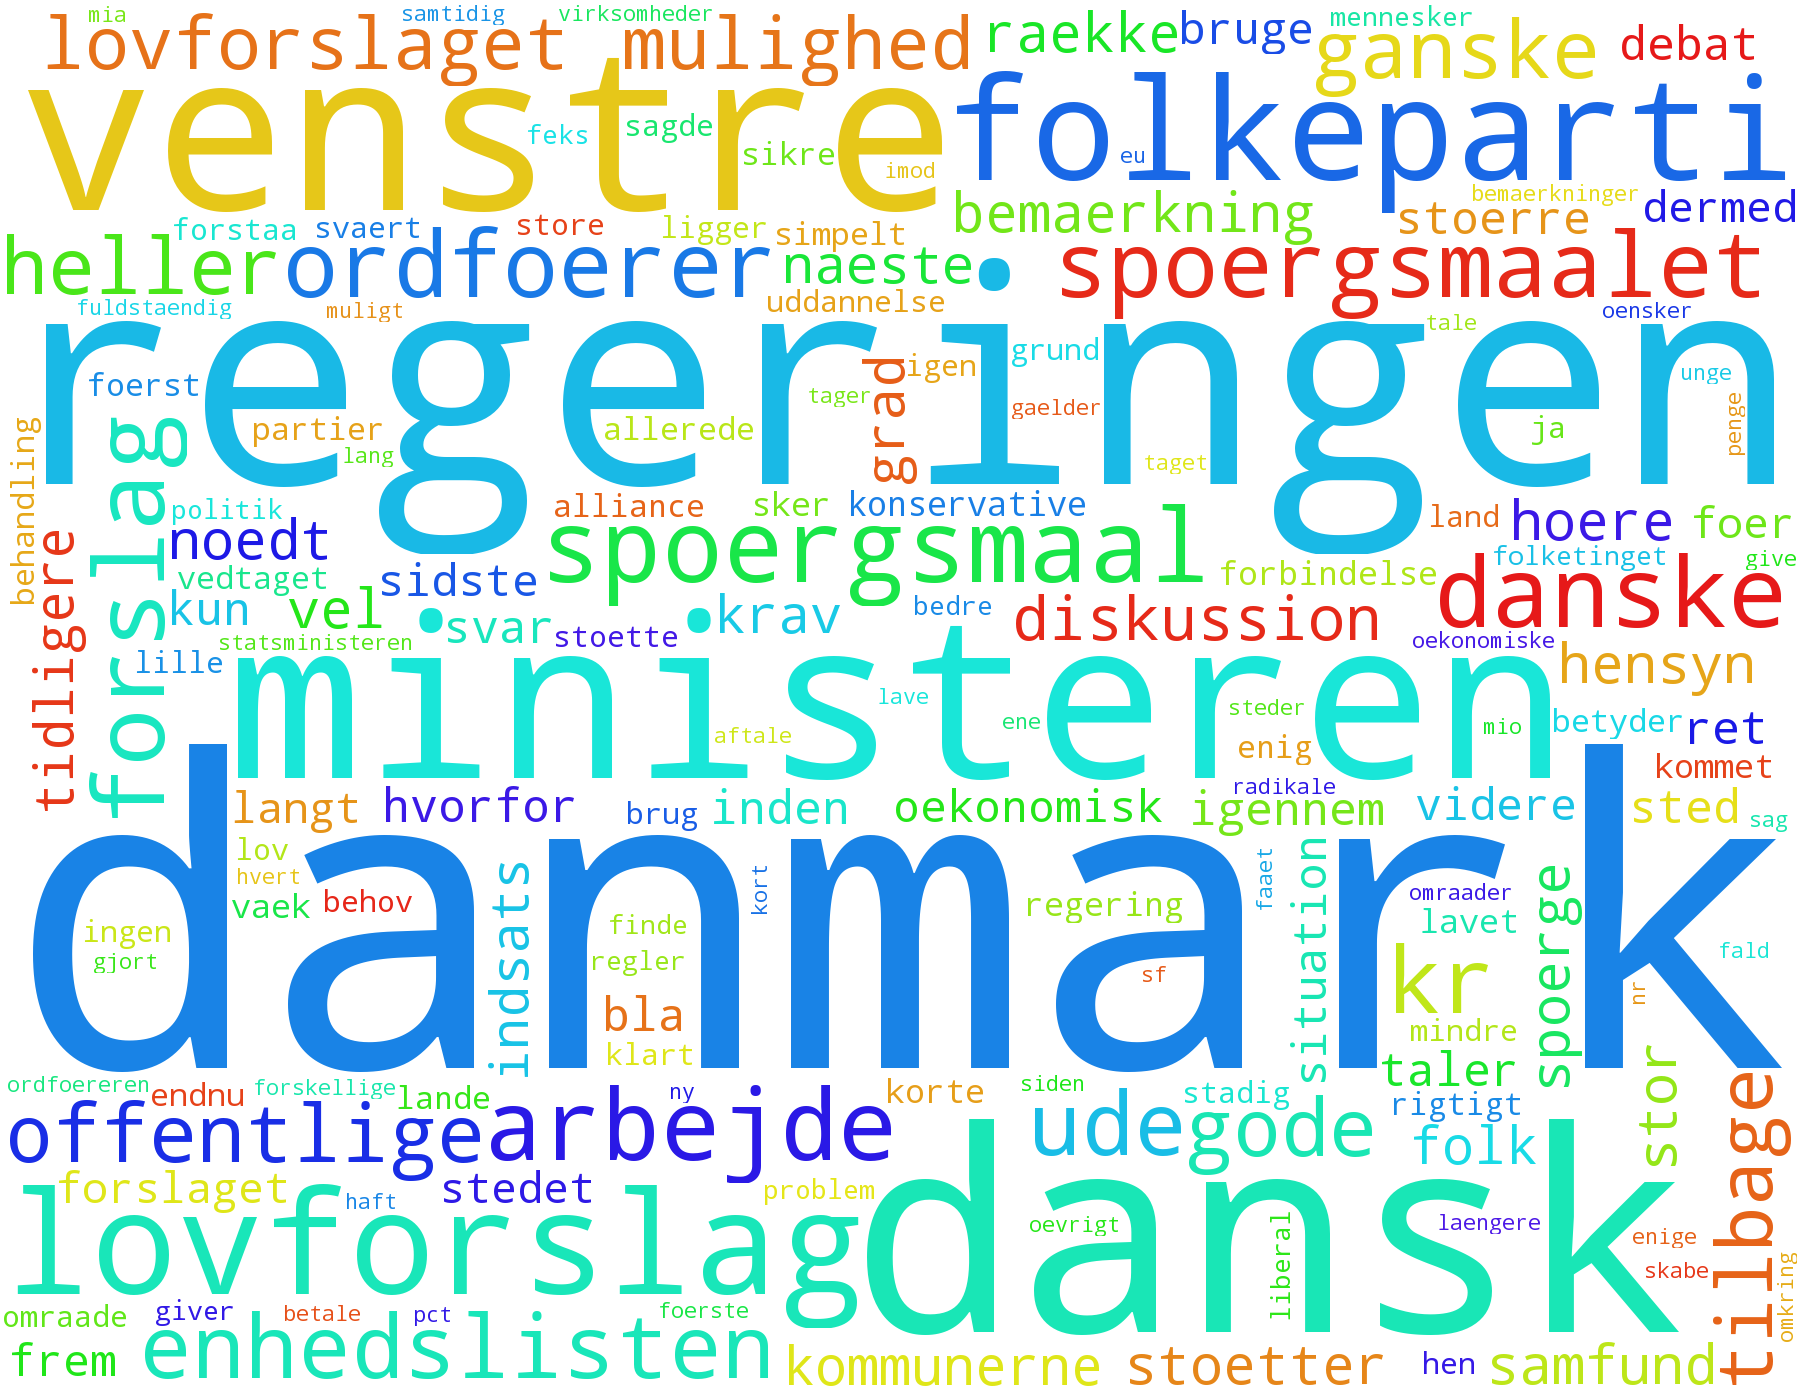 mia samtidig virksomheder mennesker
lovforslaget mulighed raekke bruge ganske debat
venstre folkeparti
feks sagde sikre imod eu
bemaerkning bemaerkninger stoerre dermed
forstaa svaert store ligger simpelt
heller ordfoerer naeste spoergsmaalet
fuldstaendig muligt uddannelse oensker
regeringen
tale grund igen grad foerst unge
tager gaelder penge
partier lang allerede taget ja
behandling forslag tidligere
politik alliance sker konservative land hoere foer
noedt spoergsmaal folketinget give
vedtaget sidste forbindelse danske
kun vel svar krav bedre diskussion
statsministeren stoette oekonomiske
lille ministeren hensyn
lave ene steder mio betyder ret
aftale enig kommet
radikale
langt hvorfor brug inden oekonomisk igennem videre sted sag
danmark
lov hvert kort faaet situation
vaek behov indsats regering omraader spoerge
ingen finde lavet
gjort regler sf kr fald
bla nr
klart mindre
ordfoereren endnu forskellige lande ny korte siden stadig taler stor
offentlige arbejde ude gode rigtigt folk tilbage
forslaget haft stedet problem
lovforslag dansk
oevrigt liberal laengere enige
skabe omkring
omraade giver betale pct foerste
frem enhedslisten kommunerne stoetter hen samfund